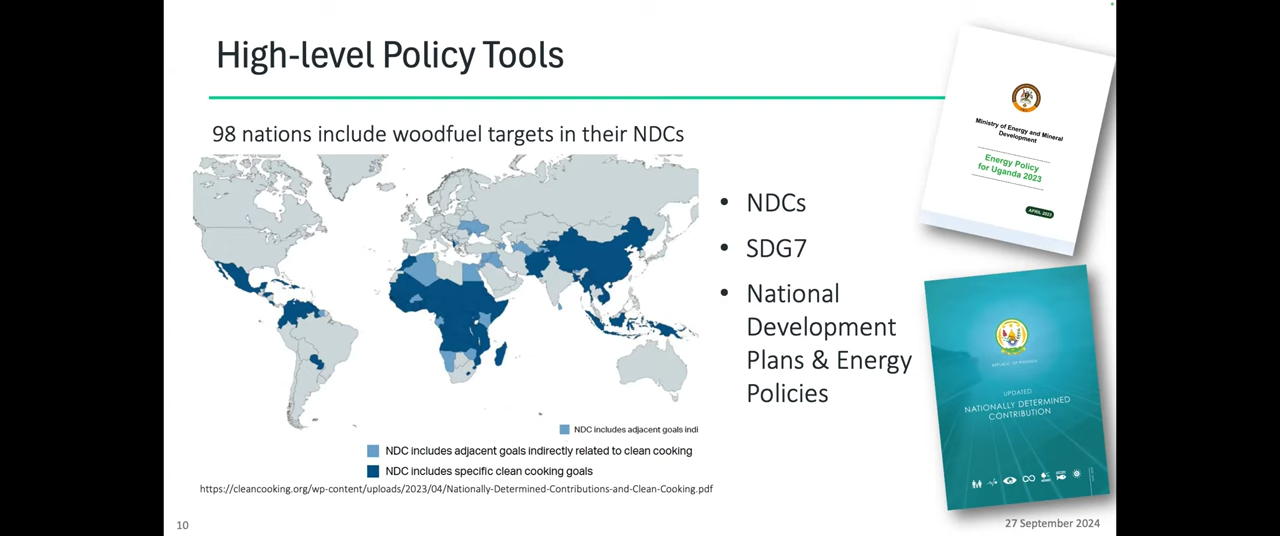 High-level Policy Tools
98 nations include woodfuel targets in their NDCs
NDC includes adjacent goals indi
NDC includes adjacent goals indirectly related to clean cooking
NDC includes specific clean cooking goals
https://cleancooking.org/wp-content/uploads/2023/04/Nationally-Determined-Contributions-and-Clean-Cooking.pdf
• NDCs
• SDG7
• National
Development
Plans & Energy
Policies
Ministry of Energy and Mineral
Development
Energy Policy
for Uganda 2023
APRIL 2023
REPUBLIC OF RWANDA
UPDATED
NATIONALLY DETERMINED
CONTRIBUTION
10
27 September 2024